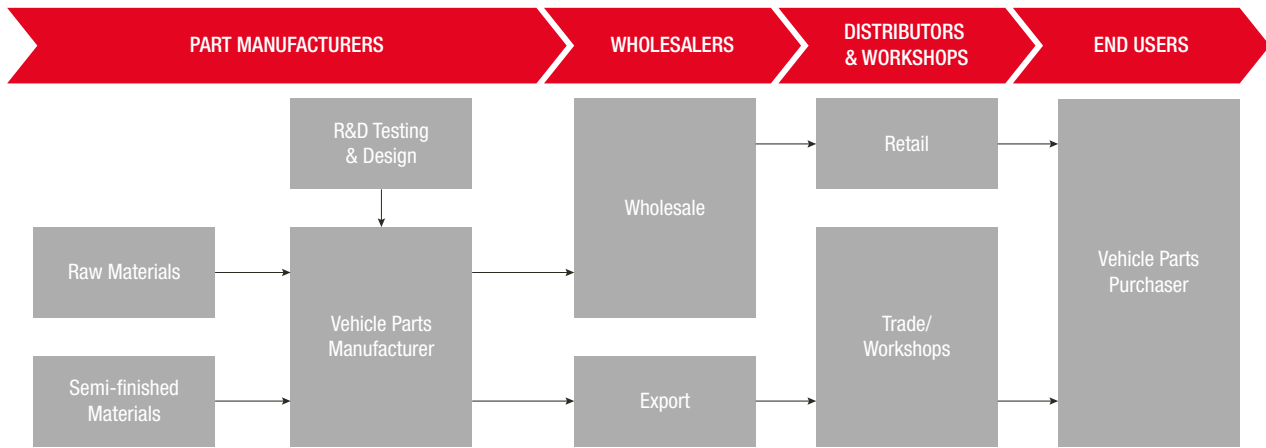 PART MANUFACTURERS
WHOLESALERS
DISTRIBUTORS
& WORKSHOPS
END USERS
R&D Testing
& Design
Retail
Wholesale
Raw Materials
Vehicle Parts
Purchaser
Vehicle Parts
Manufacturer
Trade/
Workshops
Semi-finished
Materials
Export